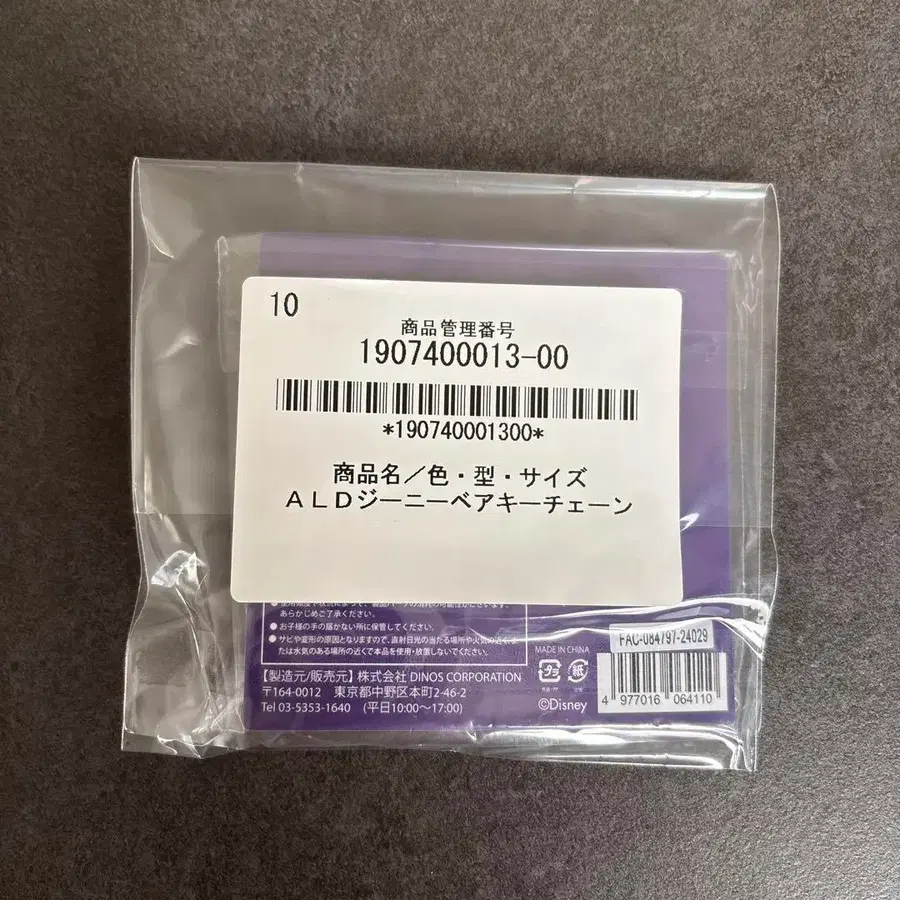 10
商品管理番号
1907400013-00
*190740001300*
商品名／色・型・サイズ
ＡＬＤジーニーベアキーチェーン
あらかじめご了承ください。
●お子様の手の届かない所に保管してください。
●サビや変形の原因となりますので、直射日光の当たる場所や火気の近く、ま
たは水気のある場所の近くで本品を使用・放置しないでください。
【製造元/販売元】株式会社 DINOS CORPORATION
〒164-0012 東京都中野区本町2-46-2
Tel 03-5353-1640 (平日10:00〜17:00)
MADE IN CHINA
プラ 紙
©Disney
FAC-084797-24029
4 977016 064110